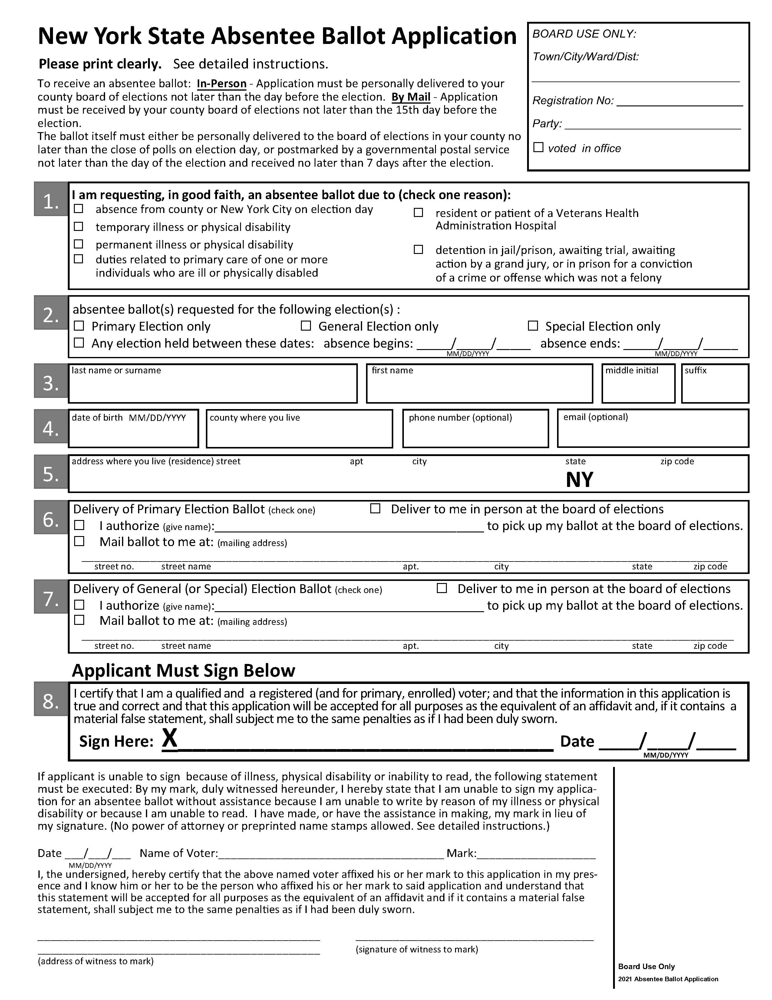 New York State Absentee Ballot Application
Please print clearly. See detailed instructions.
To receive an absentee ballot: In-Person - Application must be personally delivered to your
county board of elections not later than the day before the election. By Mail - Application
must be received by your county board of elections not later than the 15th day before the
election.
The ballot itself must either be personally delivered to the board of elections in your county no
later than the close of polls on election day, or postmarked by a governmental postal service
not later than the day of the election and received no later than 7 days after the election.
BOARD USE ONLY:
Town/City/Ward/Dist:
Registration No:
Party:
voted in office
1.
I am requesting, in good faith, an absentee ballot due to (check one reason):
absence from county or New York City on election day
temporary illness or physical disability
permanent illness or physical disability
duties related to primary care of one or more
individuals who are ill or physically disabled
resident or patient of a Veterans Health
Administration Hospital
detention in jail/prison, awaiting trial, awaiting
action by a grand jury, or in prison for a conviction
of a crime or offense which was not a felony
2.
absentee ballot(s) requested for the following election(s) :
Primary Election only General Election only Special Election only
Any election held between these dates: absence begins: _____/_____/_____ absence ends: _____/_____/_____
MM/DD/YYYY MM/DD/YYYY
3.
last name or surname first name middle initial suffix
4.
date of birth MM/DD/YYYY county where you live phone number (optional) email (optional)
5.
address where you live (residence) street apt city state zip code
NY
6.
Delivery of Primary Election Ballot (check one) Deliver to me in person at the board of elections
I authorize (give name):____________________ to pick up my ballot at the board of elections.
Mail ballot to me at: (mailing address)
street no. street name apt. city state zip code
7.
Delivery of General (or Special) Election Ballot (check one) Deliver to me in person at the board of elections
I authorize (give name):____________________ to pick up my ballot at the board of elections.
Mail ballot to me at: (mailing address)
street no. street name apt. city state zip code
Applicant Must Sign Below
8.
I certify that I am a qualified and a registered (and for primary, enrolled) voter; and that the information in this application is
true and correct and that this application will be accepted for all purposes as the equivalent of an affidavit and, if it contains a
material false statement, shall subject me to the same penalties as if I had been duly sworn.
Sign Here: X____________________ Date ____/____/____
MM/DD/YYYY
If applicant is unable to sign because of illness, physical disability or inability to read, the following statement
must be executed: By my mark, duly witnessed hereunder, I hereby state that I am unable to sign my applica-
tion for an absentee ballot without assistance because I am unable to write by reason of my illness or physical
disability or because I am unable to read. I have made, or have the assistance in making, my mark in lieu of
my signature. (No power of attorney or preprinted name stamps allowed. See detailed instructions.)
Date ___/___/___ Name of Voter:____________________ Mark:____________________
MM/DD/YYYY
I, the undersigned, hereby certify that the above named voter affixed his or her mark to this application in my pres-
ence and I know him or her to be the person who affixed his or her mark to said application and understand that
this statement will be accepted for all purposes as the equivalent of an affidavit and if it contains a material false
statement, shall subject me to the same penalties as if I had been duly sworn.
(signature of witness to mark)
(address of witness to mark)
Board Use Only
2021 Absentee Ballot Application